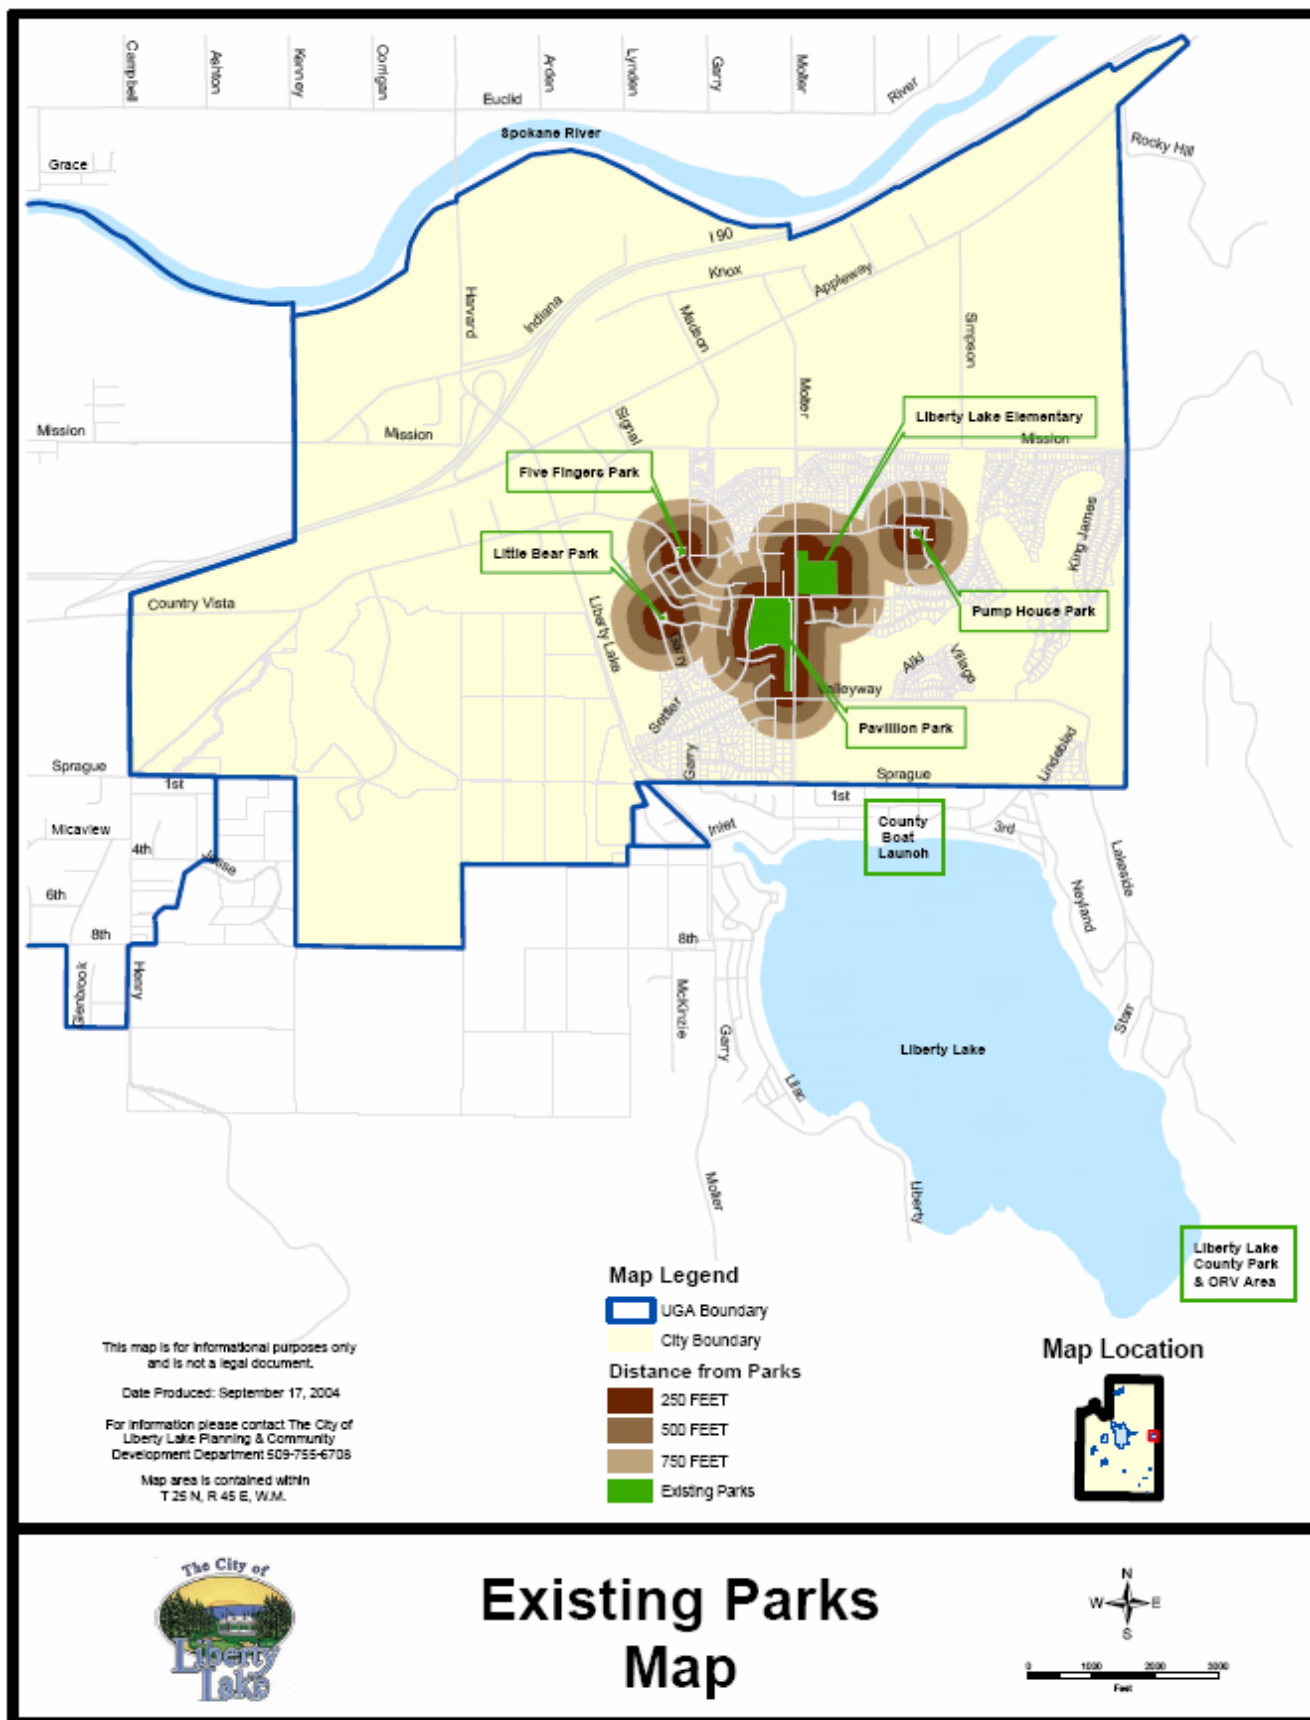 Campbell
Ashton
Kenney
Corrigan
Arden
Lynden
Garry
Molter
River
Euclid
Spokane River
Rocky Hill
Grace
I 90
Knox
Appleway
Harvard
Indiana
Madson
Simpson
Molter
Signal
Liberty Lake Elementary
Mission
Mission
Mission
Five Fingers Park
King James
Little Bear Park
Country Vista
Liberty Lake
Pump House Park
Garry
Alki
Village
Valleyway
Settler
Pavillion Park
Garry
Lindeblad
Sprague
Sprague
1st
1st
Inlet
3rd
County
Boat
Launch
Micaview
4th
Jesse
Lakeside
6th
Neyland
8th
8th
Glenbrook
Henry
McKinzie
Garry
Starr
Liberty Lake
Lilac
Molter
Liberty
Liberty Lake
County Park
& ORV Area
Map Legend
UGA Boundary
City Boundary
Distance from Parks
250 FEET
500 FEET
750 FEET
Existing Parks
This map is for informational purposes only
and is not a legal document.
Date Produced: September 17, 2004
For information please contact The City of
Liberty Lake Planning & Community
Development Department 509-755-6708
Map area is contained within
T 25 N, R 45 E, W.M.
Map Location
The City of
Liberty
Lake
Existing Parks
Map
N
W E
S
0 1000 2000 3000
Feet